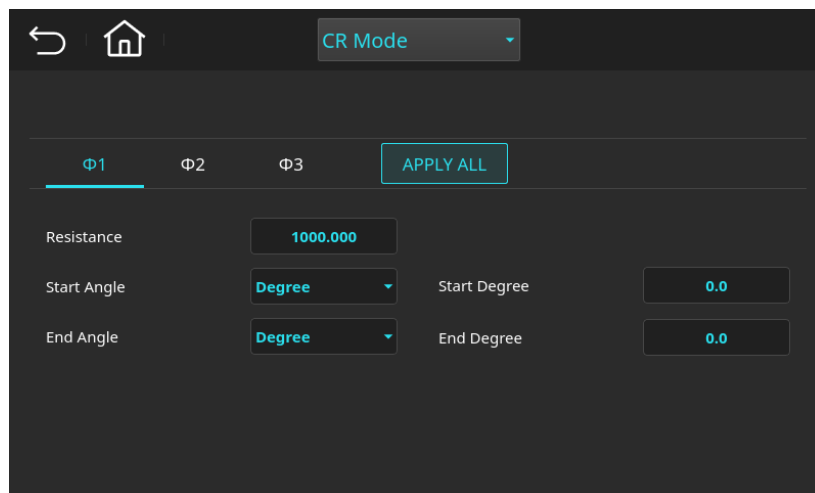 CR Mode
Φ1 Φ2 Φ3 APPLY ALL
Resistance 1000.000
Start Angle Degree Start Degree 0.0
End Angle Degree End Degree 0.0